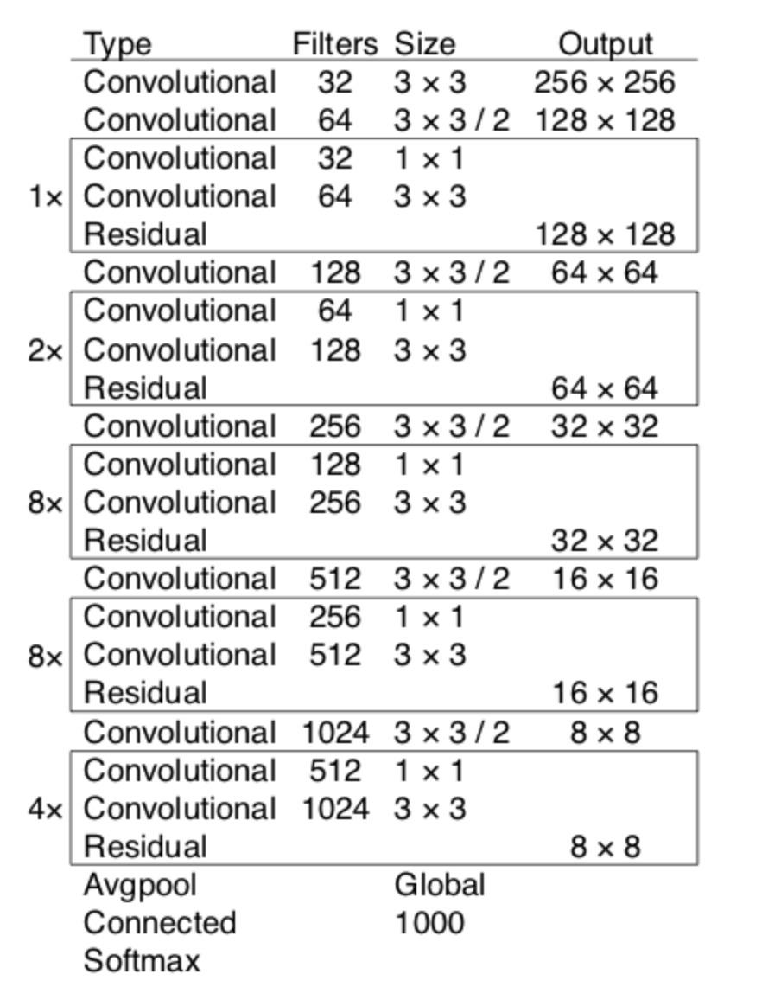 Type Filters Size Output
Convolutional 32 3 × 3 256 × 256
Convolutional 64 3 × 3 / 2 128 × 128
Convolutional 32 1 × 1
1× Convolutional 64 3 × 3
Residual 128 × 128
Convolutional 128 3 × 3 / 2 64 × 64
Convolutional 64 1 × 1
2× Convolutional 128 3 × 3
Residual 64 × 64
Convolutional 256 3 × 3 / 2 32 × 32
Convolutional 128 1 × 1
8× Convolutional 256 3 × 3
Residual 32 × 32
Convolutional 512 3 × 3 / 2 16 × 16
Convolutional 256 1 × 1
8× Convolutional 512 3 × 3
Residual 16 × 16
Convolutional 1024 3 × 3 / 2 8 × 8
Convolutional 512 1 × 1
4× Convolutional 1024 3 × 3
Residual 8 × 8
Avgpool Global
Connected 1000
Softmax